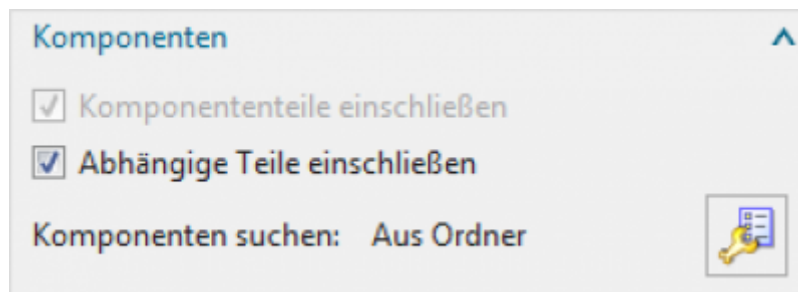 Komponenten
Komponententeile einschließen
Abhängige Teile einschließen
Komponenten suchen: Aus Ordner